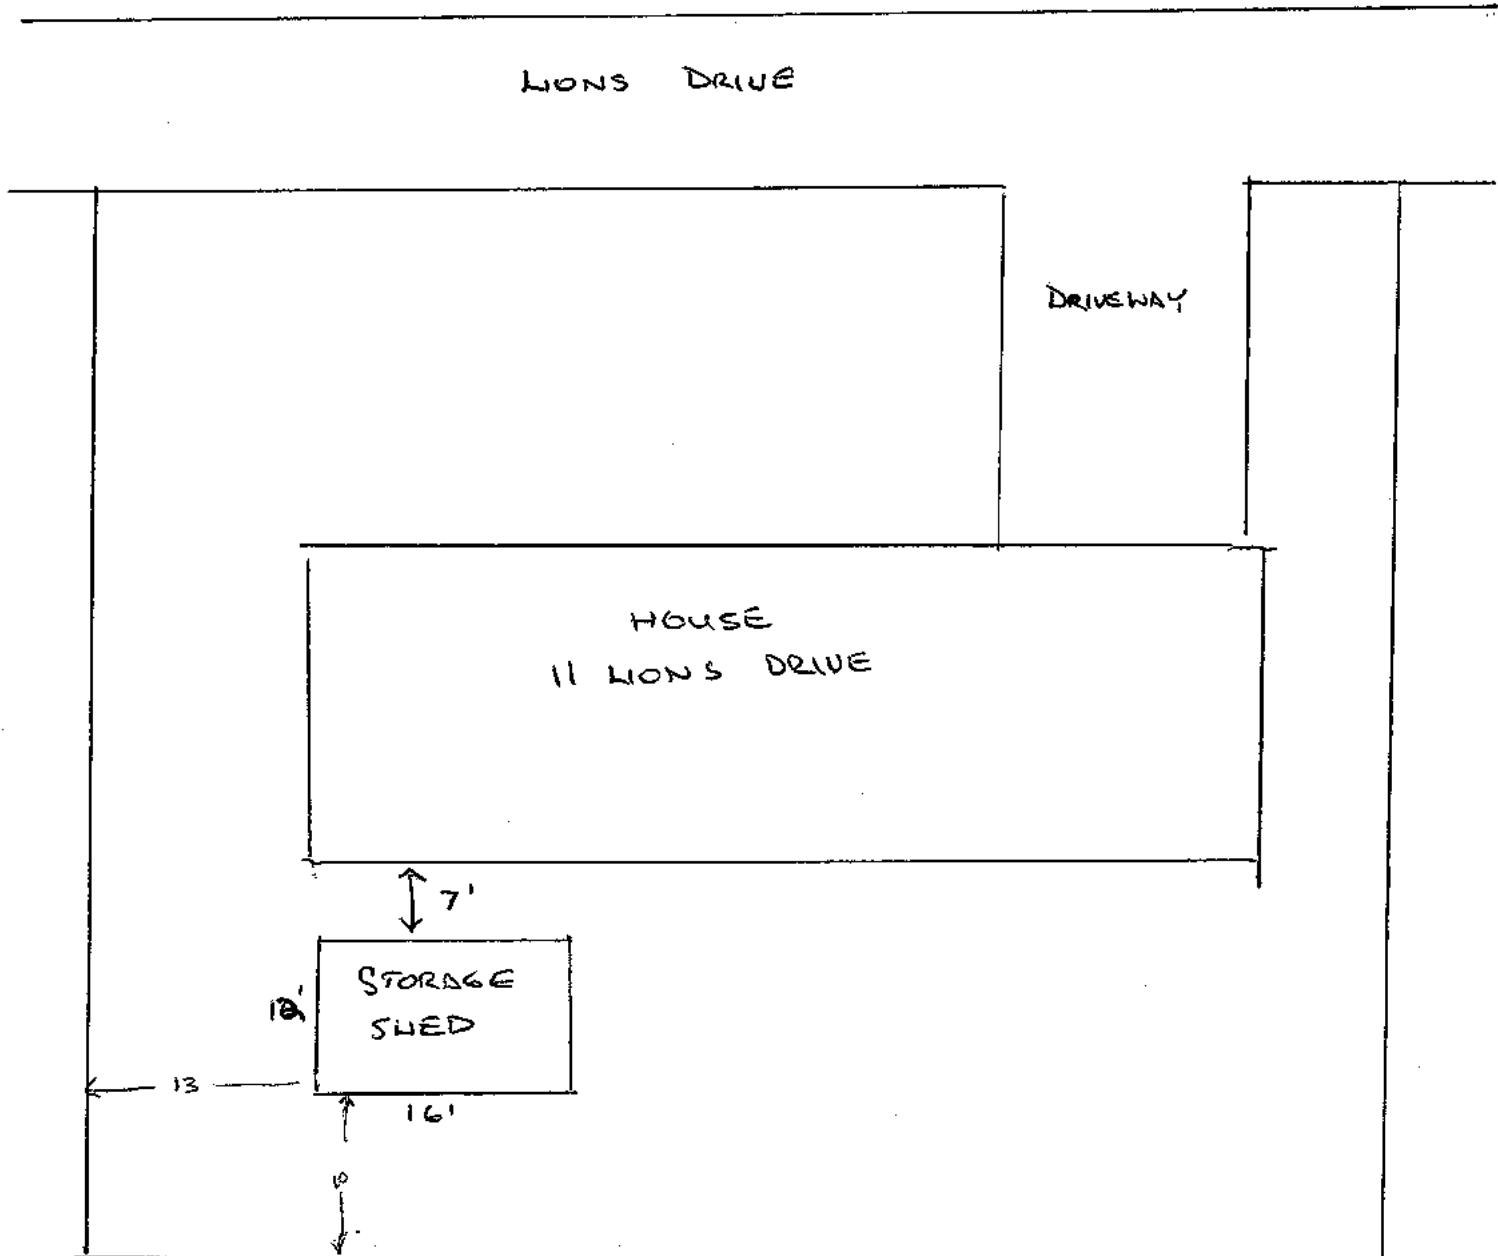 LIONS DRIVE
DRIVEWAY
HOUSE
11 LIONS DRIVE
7'
STORAGE
SHED
12'
13
16'
10